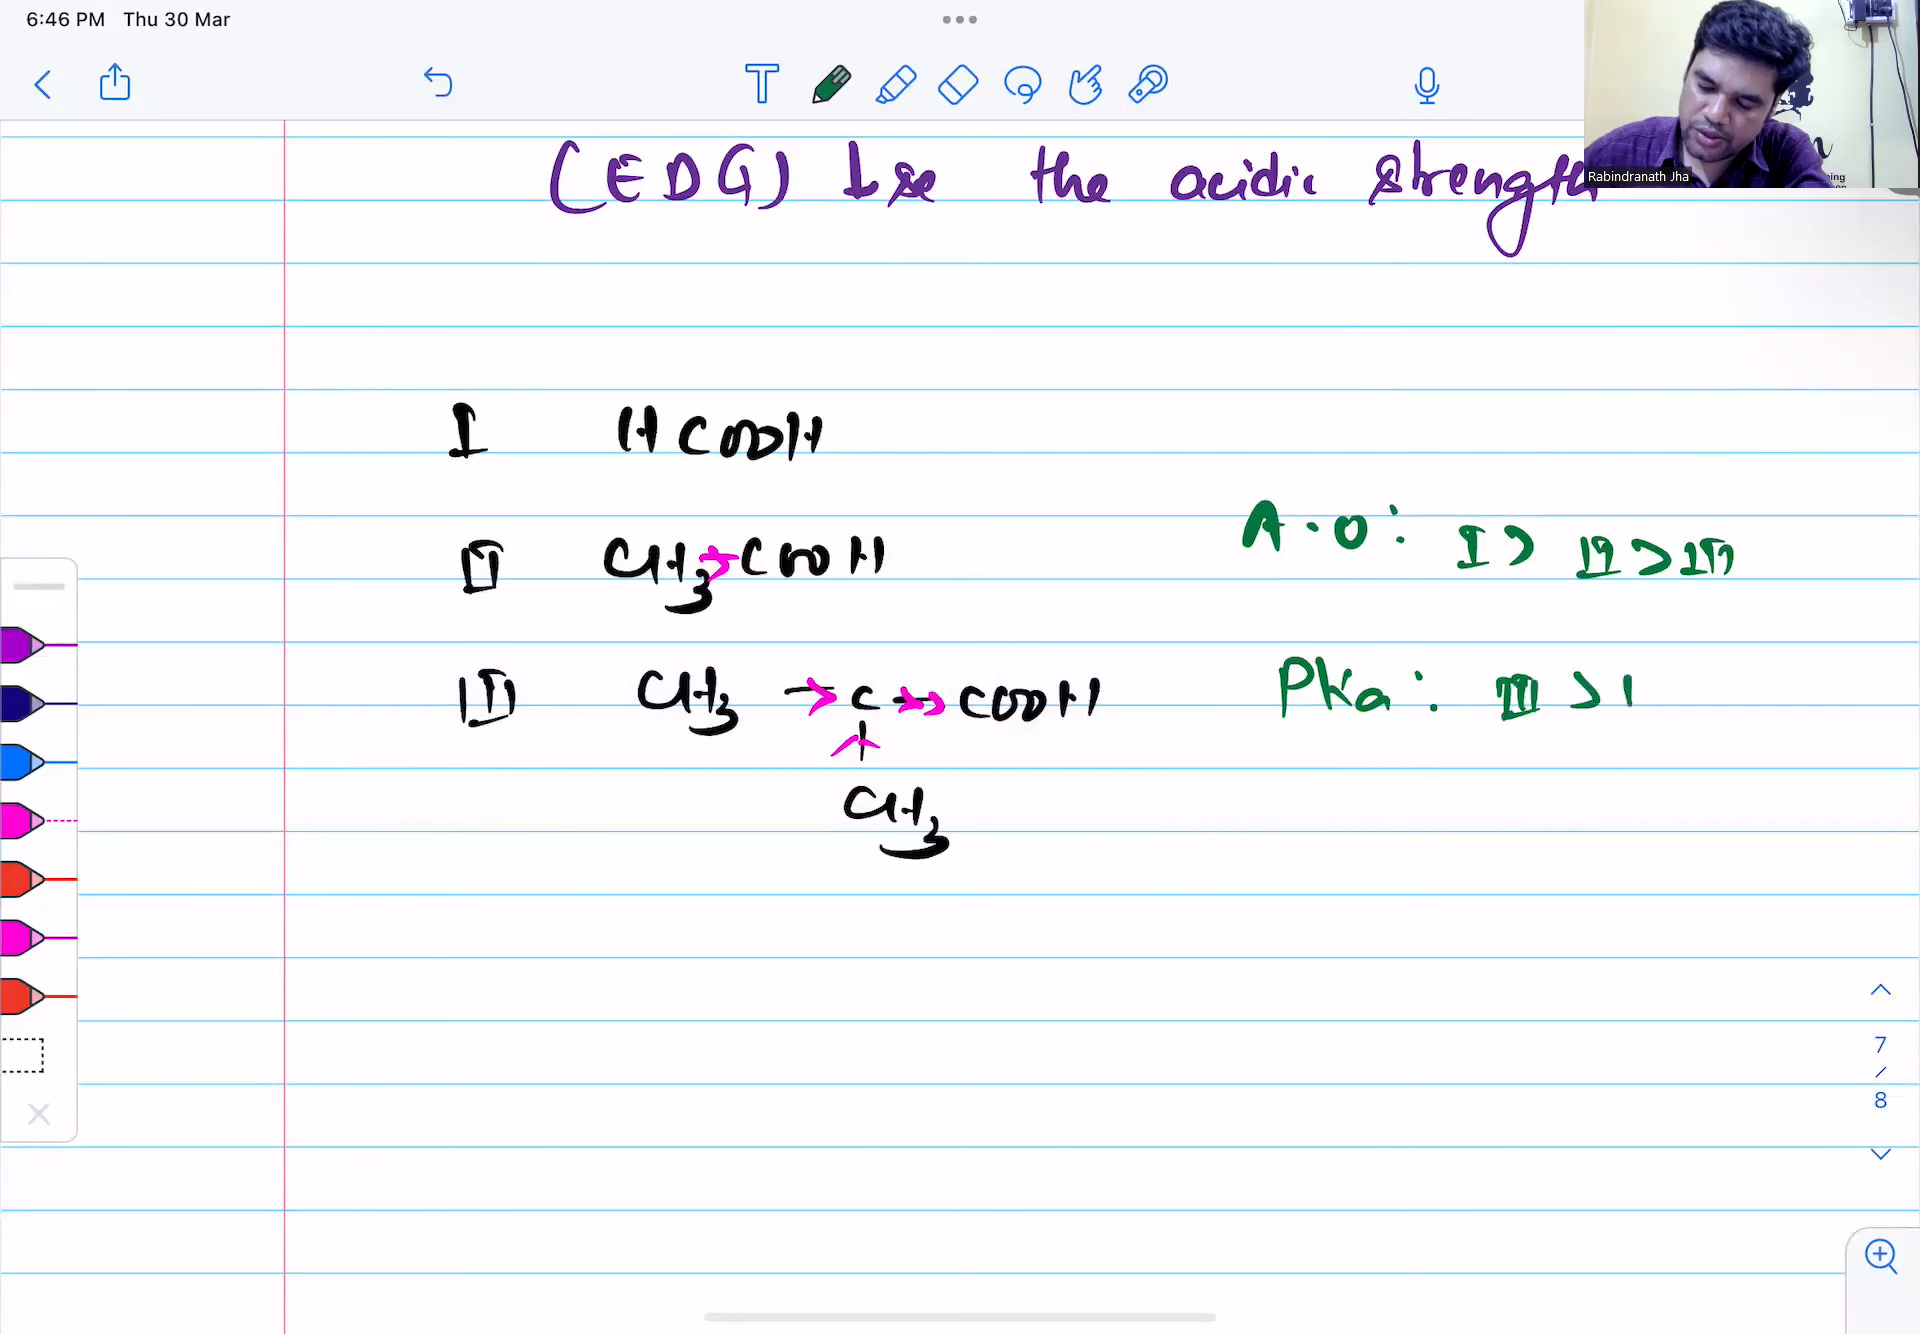 6:46 PM Thu 30 Mar
Rabindranath Jha
(EDG) ↓se the acidic strength
I HCOOH
A.O: I > II > III
II CH3 → COOH
III CH3 → C → COOH
PKa: III > I
CH3
7
/
8